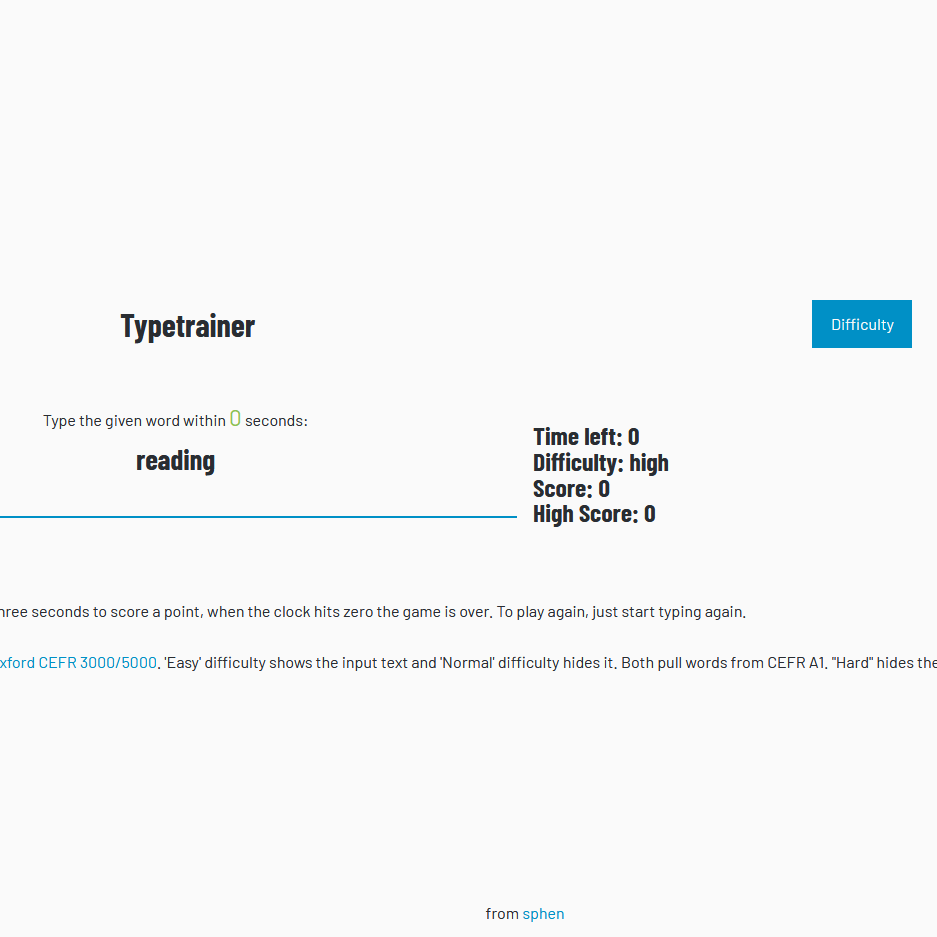 Typetrainer
Difficulty
Type the given word within 0 seconds:
reading
Time left: 0
Difficulty: high
Score: 0
High Score: 0
hree seconds to score a point, when the clock hits zero the game is over. To play again, just start typing again.
xford CEFR 3000/5000. 'Easy' difficulty shows the input text and 'Normal' difficulty hides it. Both pull words from CEFR A1. "Hard" hides the
from sphen